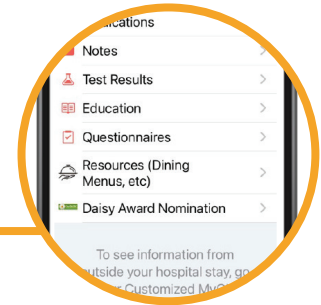 Notes
Test Results
Education
Questionnaires
Resources (Dining
Menus, etc)
Daisy Award Nomination
To see information from
outside your hospital stay, go
Customized